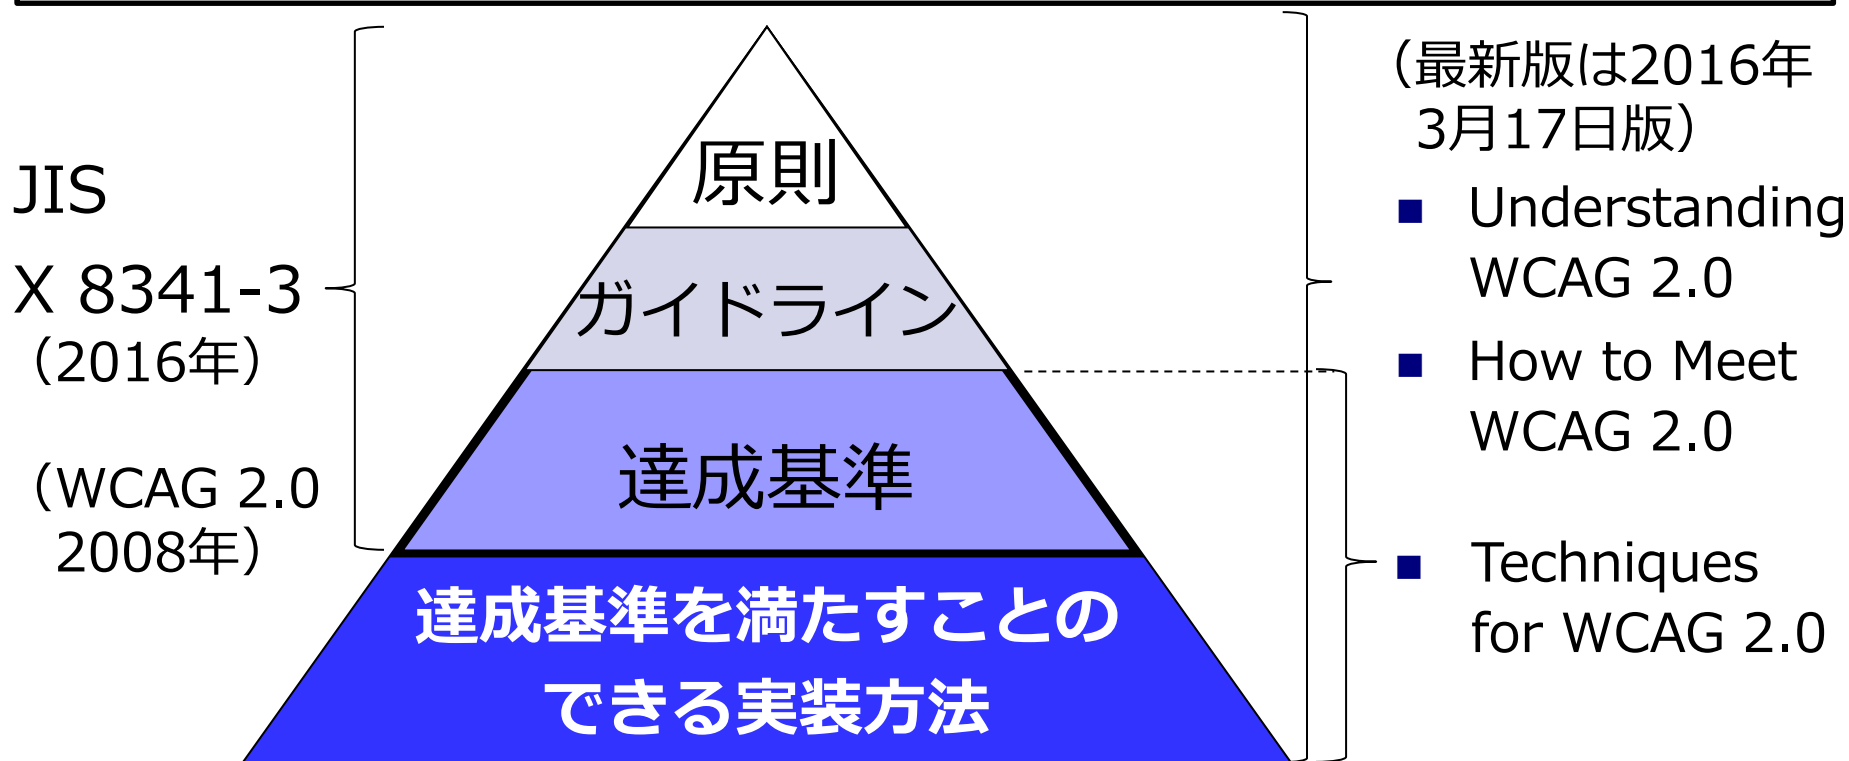 JIS
X 8341-3
（2016年）
（WCAG 2.0
2008年）
原則
ガイドライン
達成基準
達成基準を満たすことの
できる実装方法
（最新版は2016年
3月17日版）
■ Understanding
WCAG 2.0
■ How to Meet
WCAG 2.0
■ Techniques
for WCAG 2.0